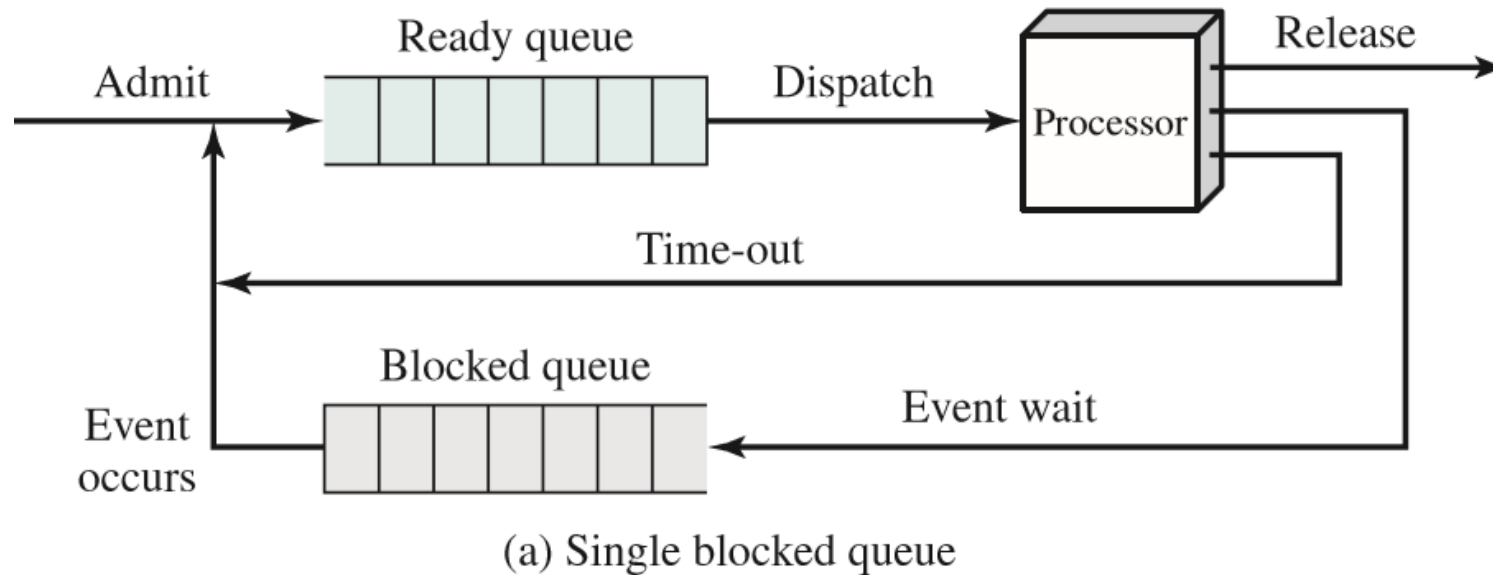 Ready queue
Release
Admit
Dispatch
Processor
Time-out
Blocked queue
Event wait
Event
occurs
(a) Single blocked queue